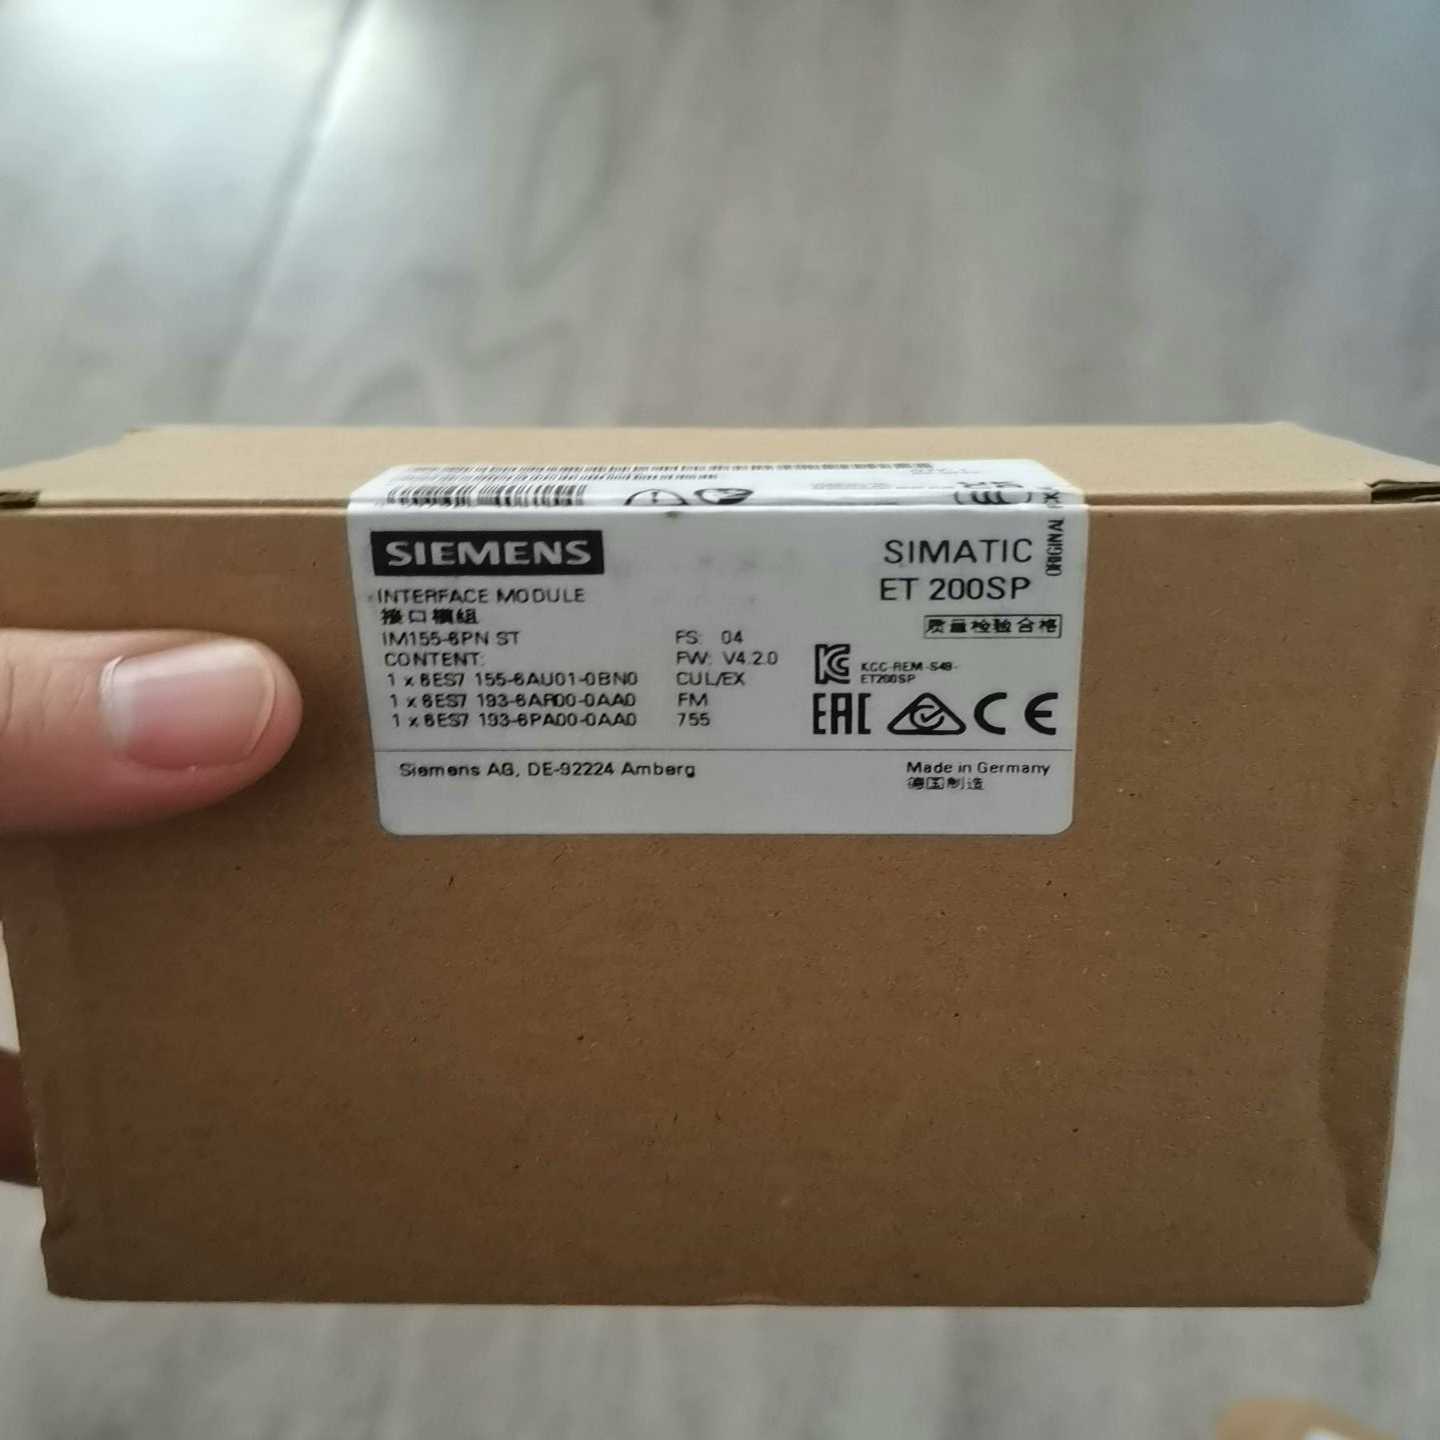 SIEMENS
SIMATIC
ET 200SP
ORIGINAL
INTERFACE MODULE
接口模组
质量检验合格
IM155-6PN ST
FS: 04
CONTENT:
FW: V4.2.0
KCC-REM-S49-
ET200SP
1 x 6ES7 155-6AU01-0BN0
CUL/EX
1 x 6ES7 193-6AR00-0AA0
FM
1 x 6ES7 193-6PA00-0AA0
755
EAC
CE
Siemens AG, DE-92224 Amberg
Made in Germany
德国制造